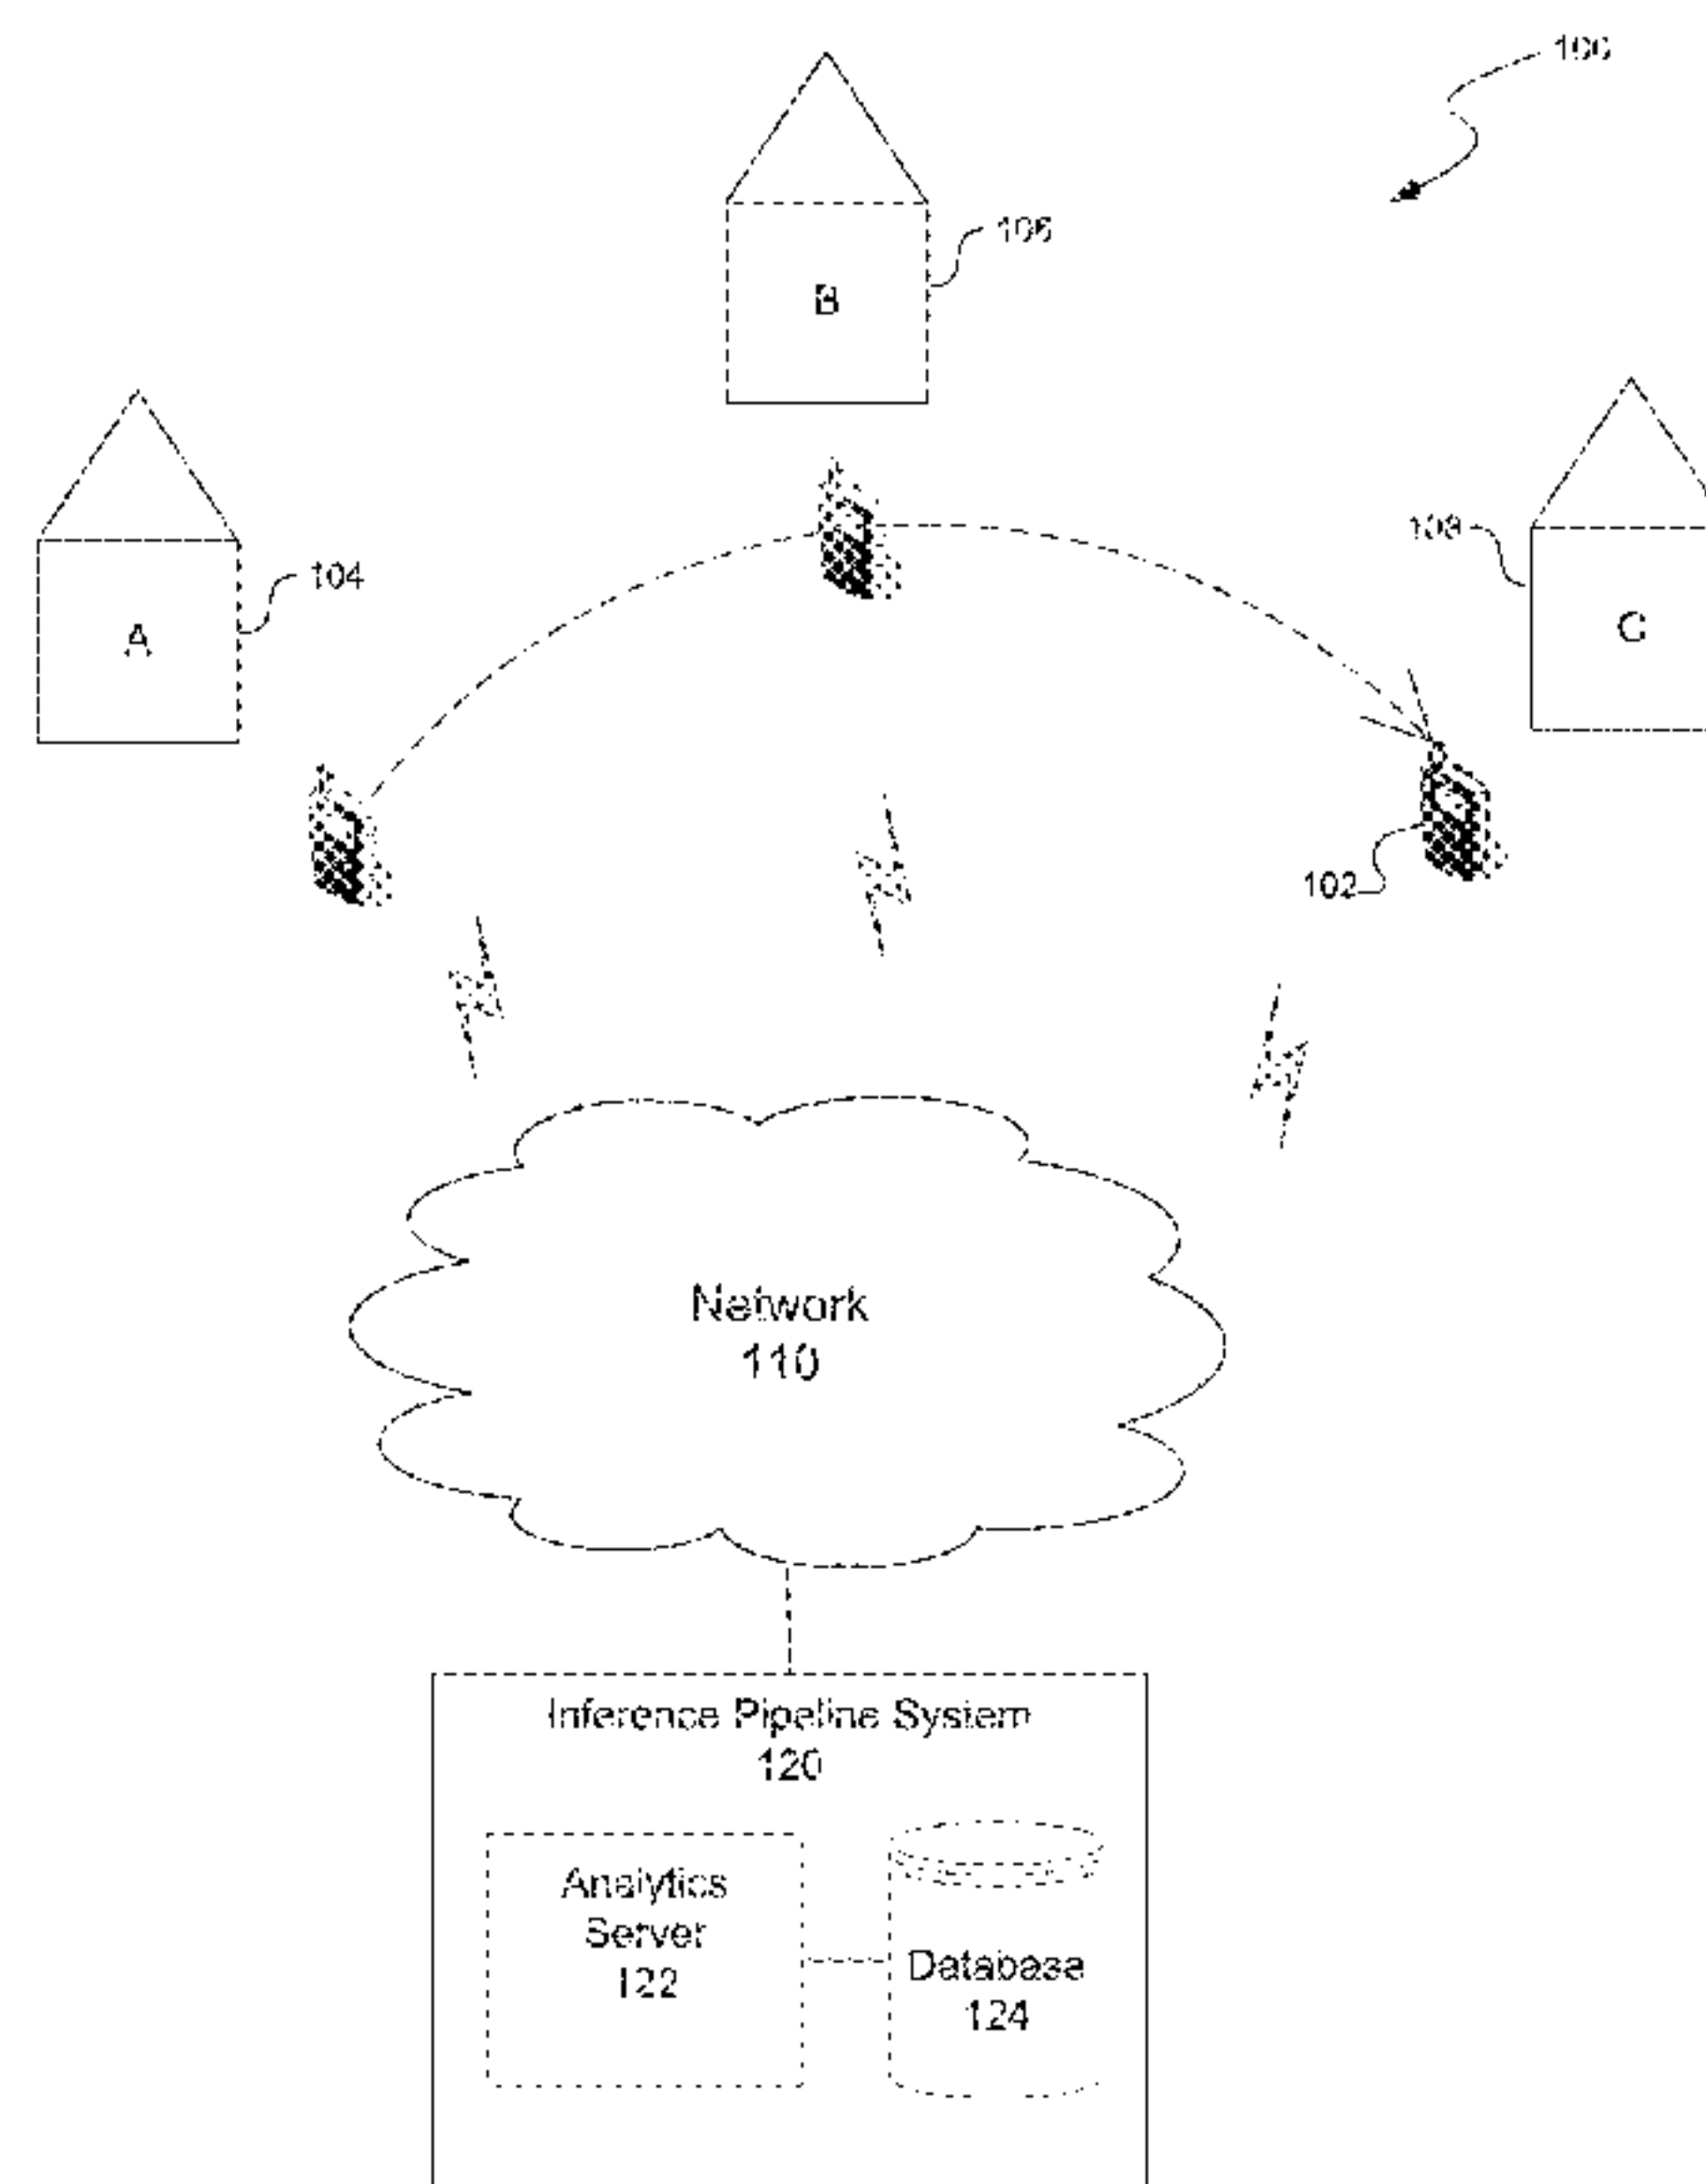 100
106
B
108
104
A
C
102
Network
110
Inference Pipeline System
120
Analytics
Server
122
Database
124